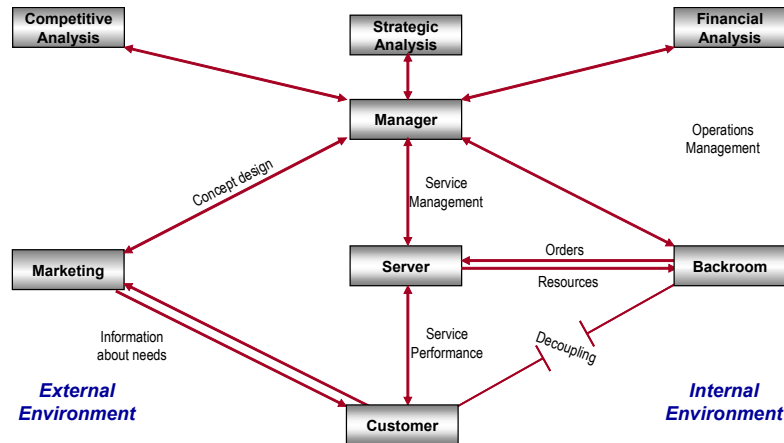 Competitive
Analysis
Strategic
Analysis
Financial
Analysis
Manager
Operations
Management
Concept design
Service
Management
Marketing
Server
Orders
Resources
Backroom
Information
about needs
Service
Performance
Decoupling
External
Environment
Internal
Environment
Customer